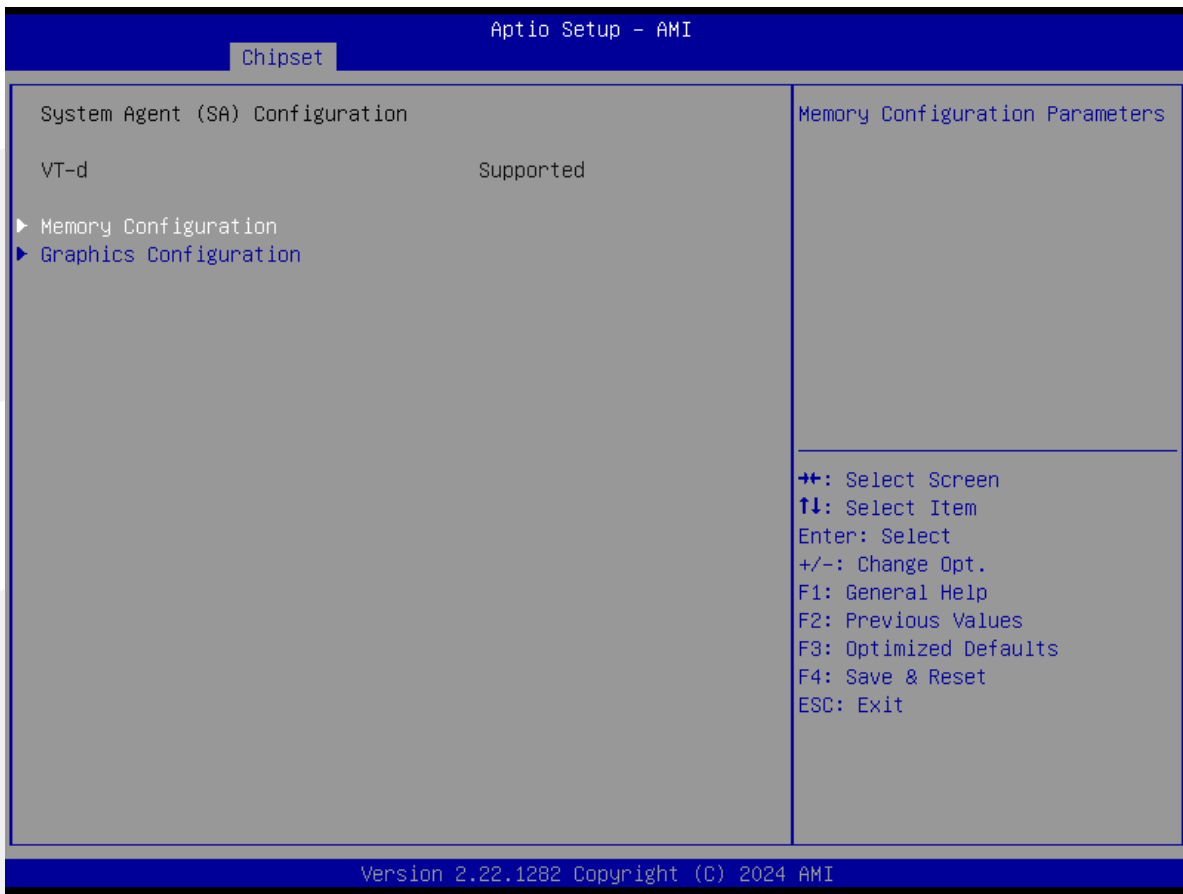 Aptio Setup – AMI
Chipset
System Agent (SA) Configuration
VT-d Supported
▶ Memory Configuration
▶ Graphics Configuration
Memory Configuration Parameters
→←: Select Screen
↑↓: Select Item
Enter: Select
+/-: Change Opt.
F1: General Help
F2: Previous Values
F3: Optimized Defaults
F4: Save & Reset
ESC: Exit
Version 2.22.1282 Copyright (C) 2024 AMI